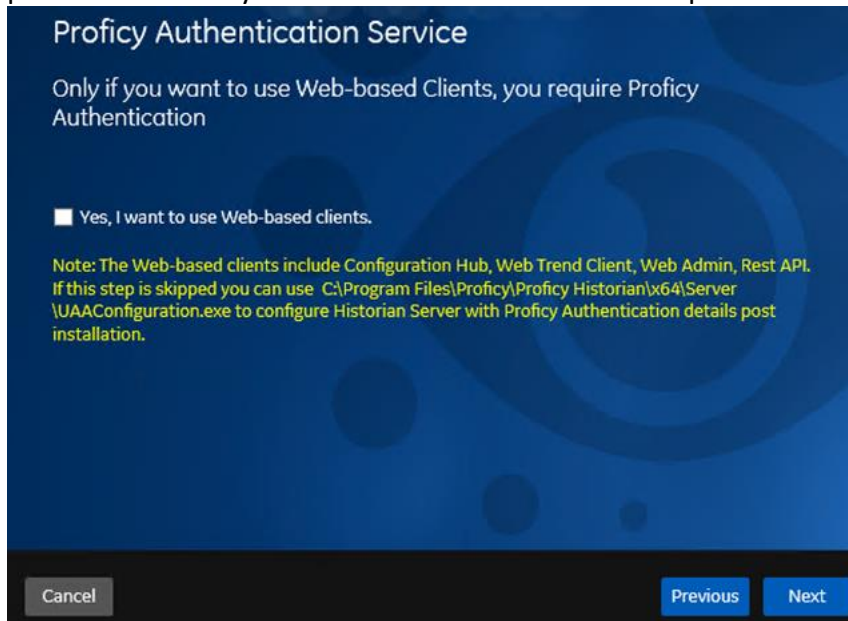 Proficy Authentication Service
Only if you want to use Web-based Clients, you require Proficy
Authentication
Yes, I want to use Web-based clients.
Note: The Web-based clients include Configuration Hub, Web Trend Client, Web Admin, Rest API.
If this step is skipped you can use C:\Program Files\Proficy\Proficy Historian\x64\Server
\UAAConfiguration.exe to configure Historian Server with Proficy Authentication details post
installation.
Cancel
Previous
Next